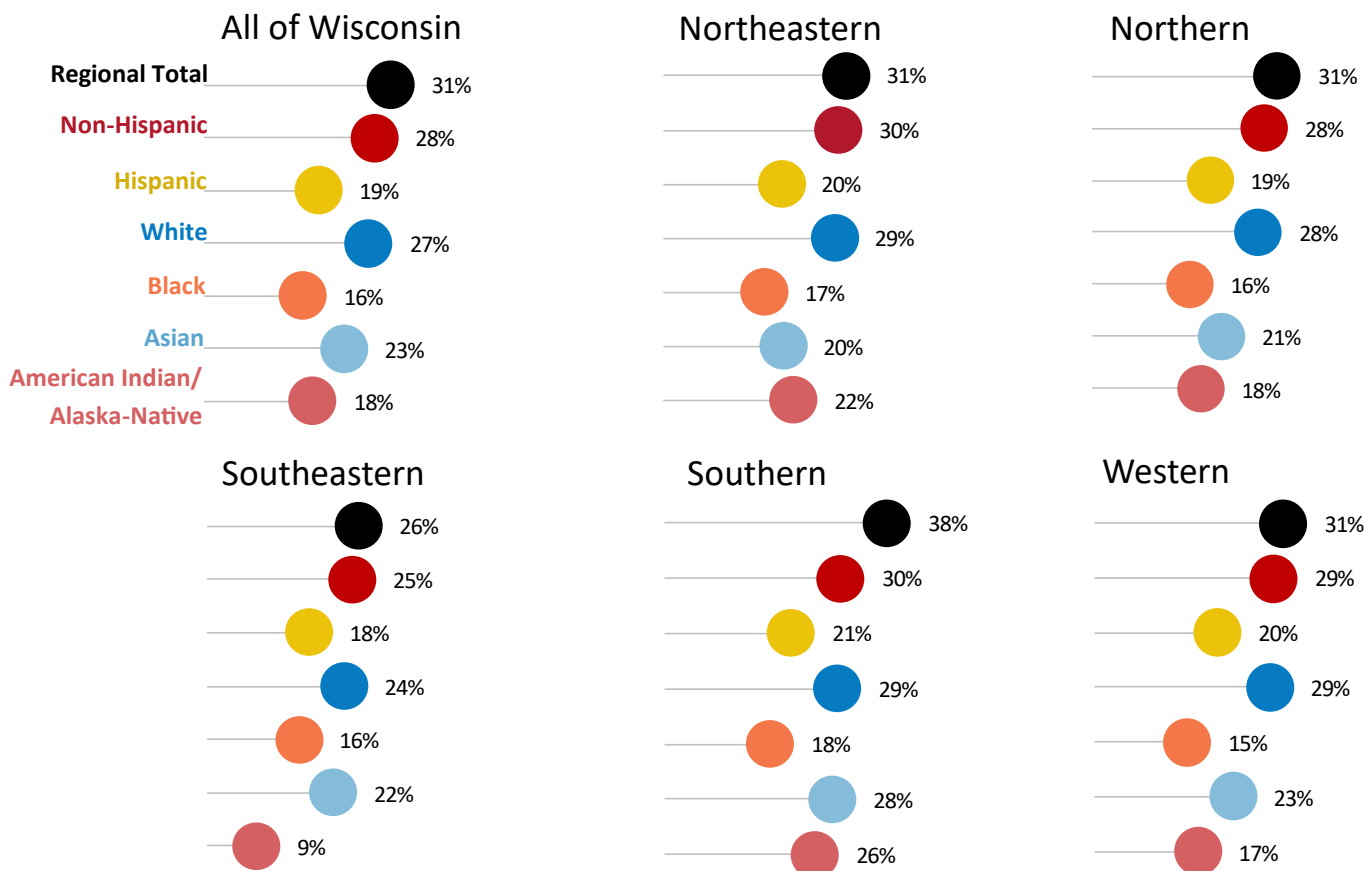 All of Wisconsin
Regional Total 31%
Non-Hispanic 28%
Hispanic 19%
White 27%
Black 16%
Asian 23%
American Indian/
Alaska-Native 18%
Northeastern
31%
30%
20%
29%
17%
20%
22%
Northern
31%
28%
19%
28%
16%
21%
18%
Southeastern
26%
25%
18%
24%
16%
22%
9%
Southern
38%
30%
21%
29%
18%
28%
26%
Western
31%
29%
20%
29%
15%
23%
17%